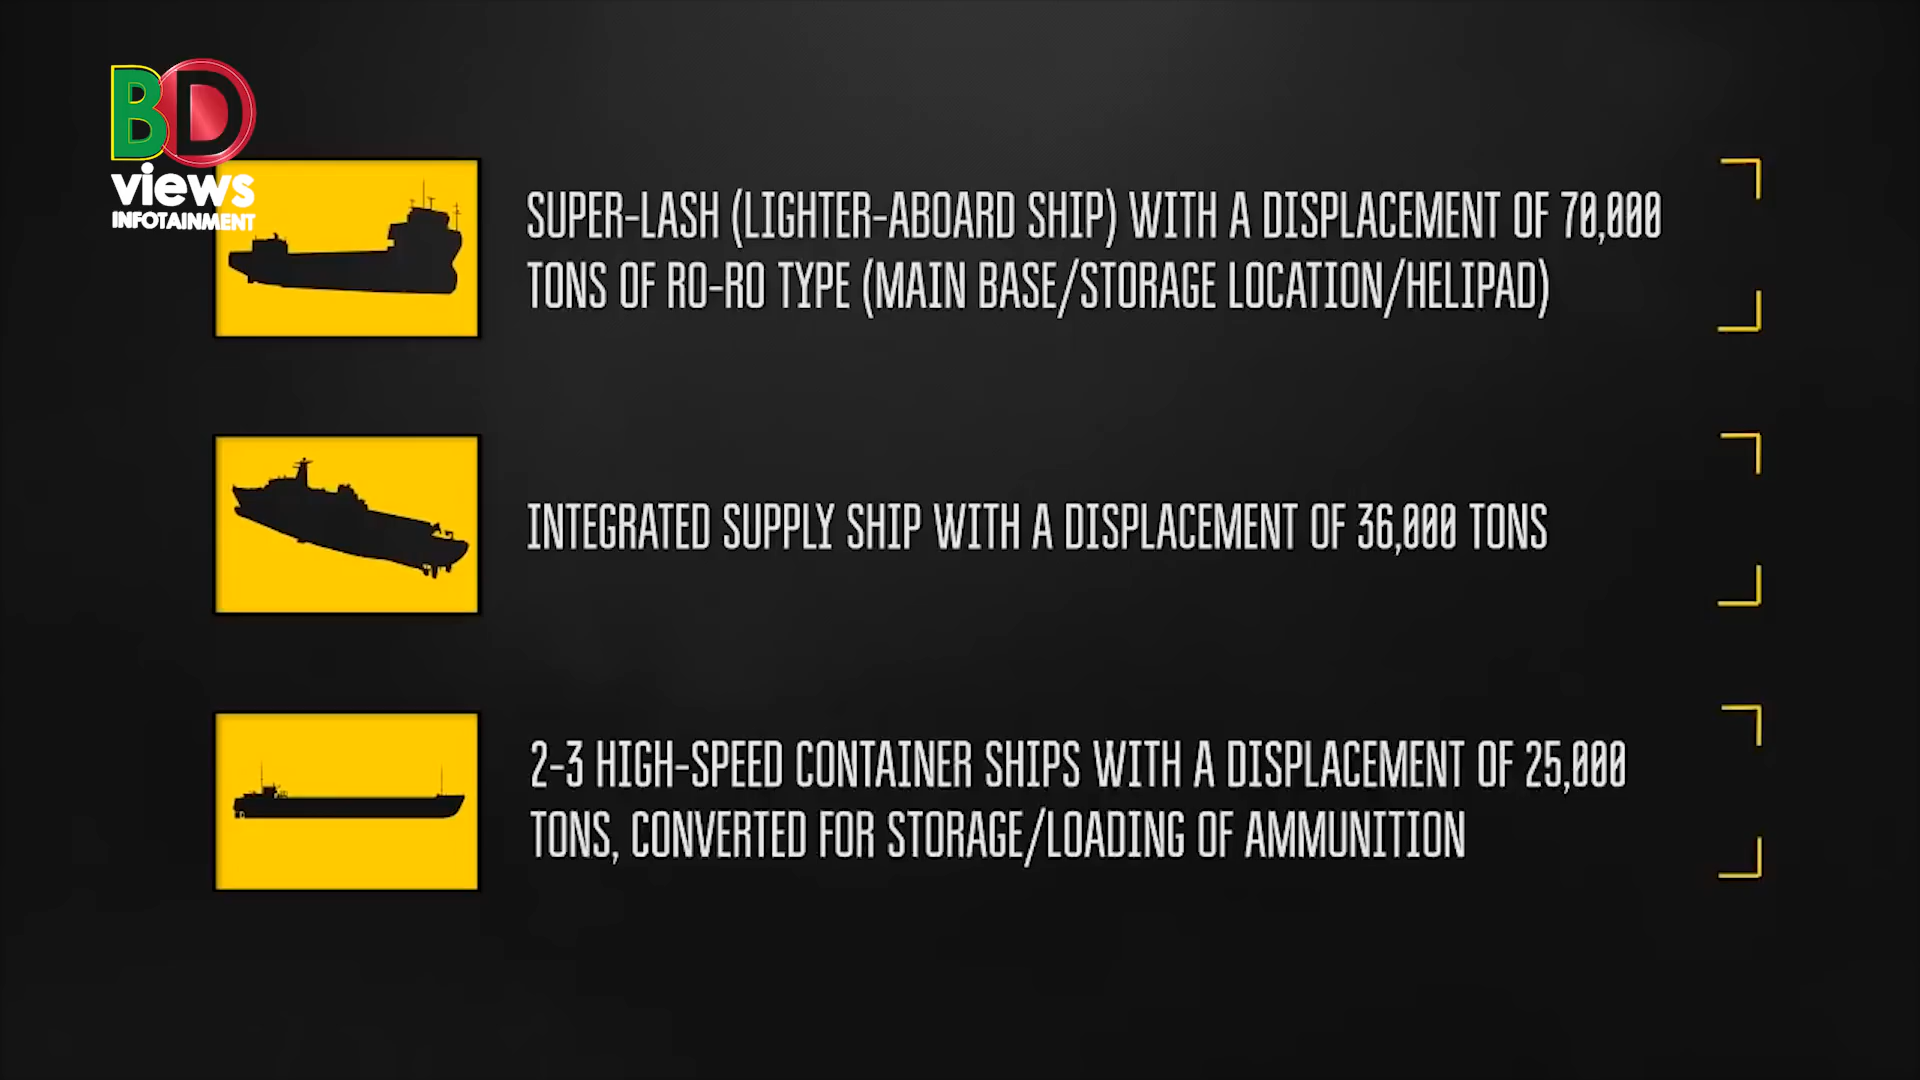 BD
views
INFOTAINMENT
SUPER-LASH (LIGHTER-ABOARD SHIP) WITH A DISPLACEMENT OF 70,000
TONS OF RO-RO TYPE (MAIN BASE/STORAGE LOCATION/HELIPAD)
INTEGRATED SUPPLY SHIP WITH A DISPLACEMENT OF 36,000 TONS
2-3 HIGH-SPEED CONTAINER SHIPS WITH A DISPLACEMENT OF 25,000
TONS, CONVERTED FOR STORAGE/LOADING OF AMMUNITION